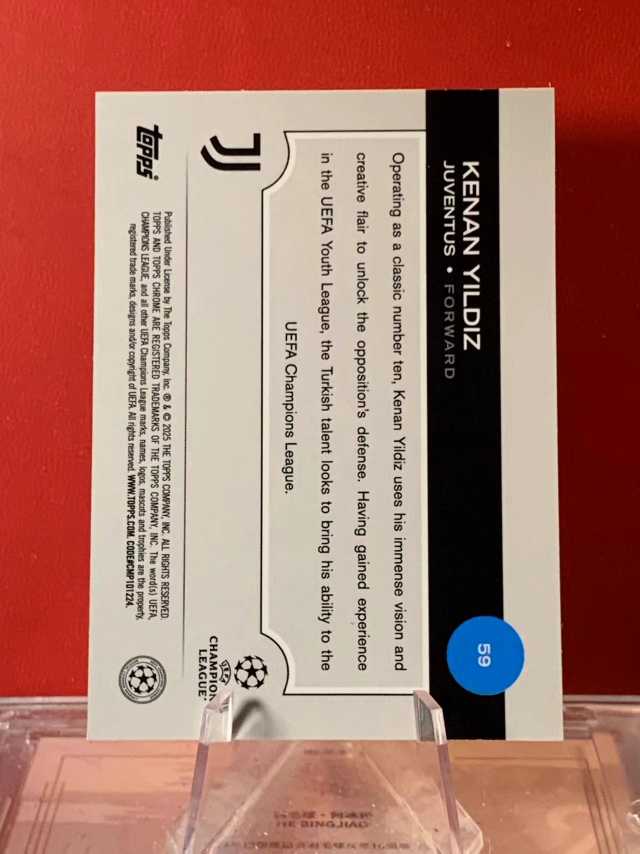 KENAN YILDIZ
JUVENTUS • FORWARD
59
Operating as a classic number ten, Kenan Yildiz uses his immense vision and
creative flair to unlock the opposition's defense. Having gained experience
in the UEFA Youth League, the Turkish talent looks to bring his ability to the
UEFA Champions League.
UEFA
CHAMPION
LEAGUE
topps
Published Under License by The Topps Company, Inc. ® & © 2025 THE TOPPS COMPANY, INC. ALL RIGHTS RESERVED.
TOPPS AND TOPPS CHROME ARE REGISTERED TRADEMARKS OF THE TOPPS COMPANY, INC. The word(s) UEFA,
CHAMPIONS LEAGUE, and all other UEFA Champions League marks, names, logos, mascots and trophies are the property,
registered trade marks, designs and/or copyright of UEFA. All rights reserved. WWW.TOPPS.COM. CODE#CMP101224.